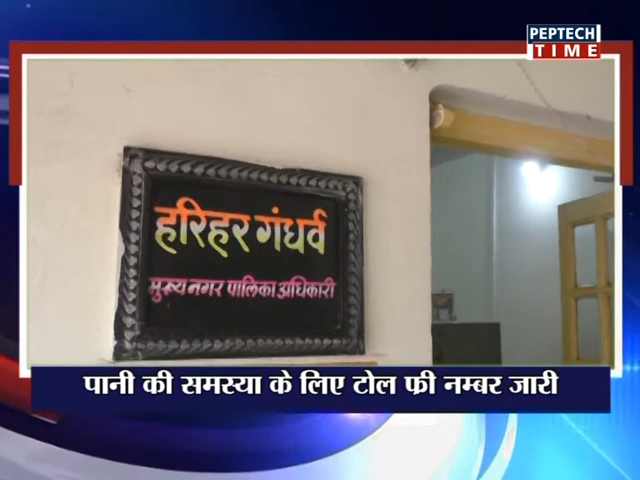 PEPTECH
TIME
हरिहर गंधर्व
मुख्य नगर पालिका अधिकारी
पानी की समस्या के लिए टोल फ्री नम्बर जारी